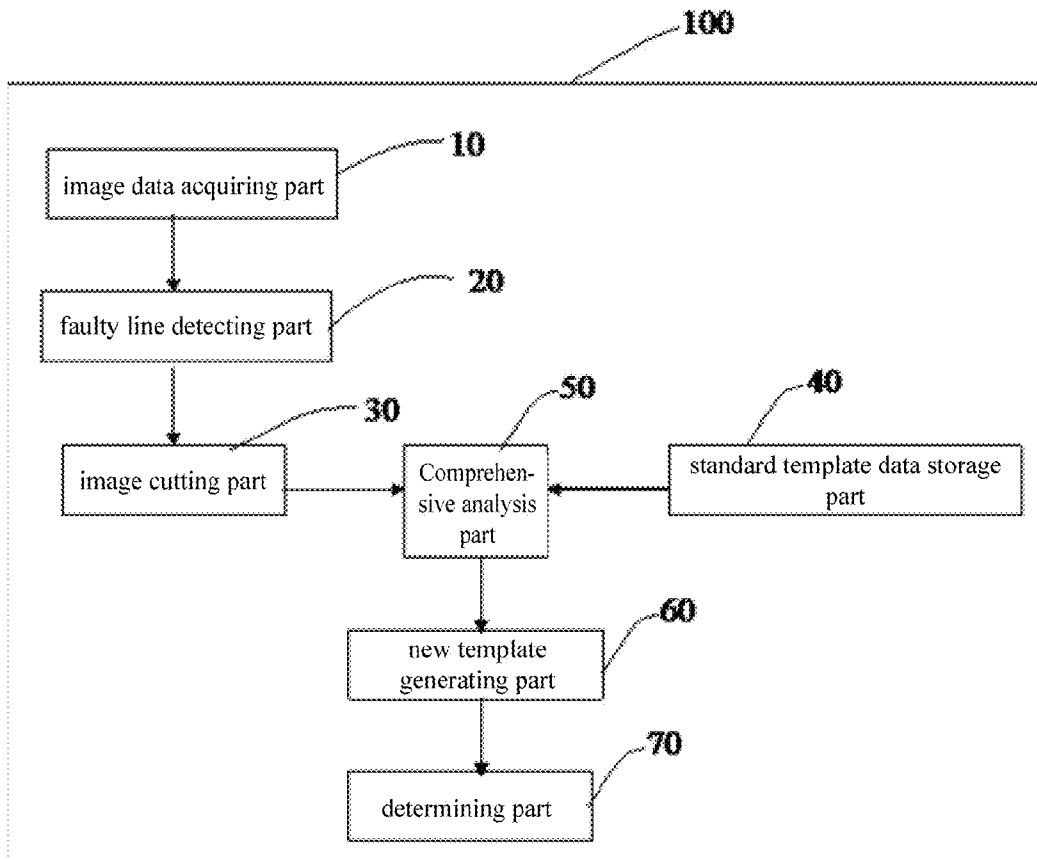 100
10
image data acquiring part
20
faulty line detecting part
30
image cutting part
50
Comprehen-
sive analysis
part
40
standard template data storage
part
60
new template
generating part
70
determining part